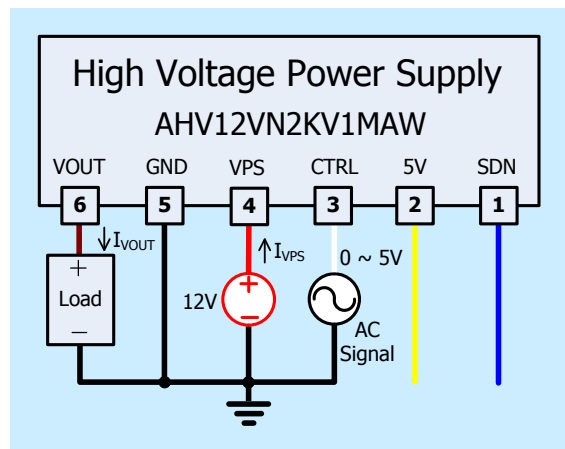 High Voltage Power Supply
AHV12VN2KV1MAW
VOUT GND VPS CTRL 5V SDN
6 5 4 3 2 1
IVOUT IVPS 0 ~ 5V
+ +
Load 12V
AC
− − Signal